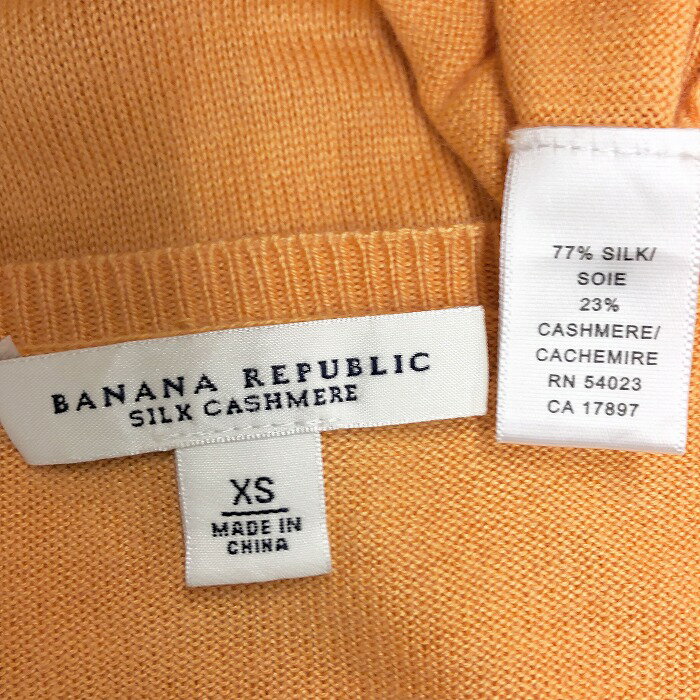 BANANA REPUBLIC
SILK CASHMERE
XS
MADE IN
CHINA
77% SILK/
SOIE
23%
CASHMERE/
CACHEMIRE
RN 54023
CA 17897